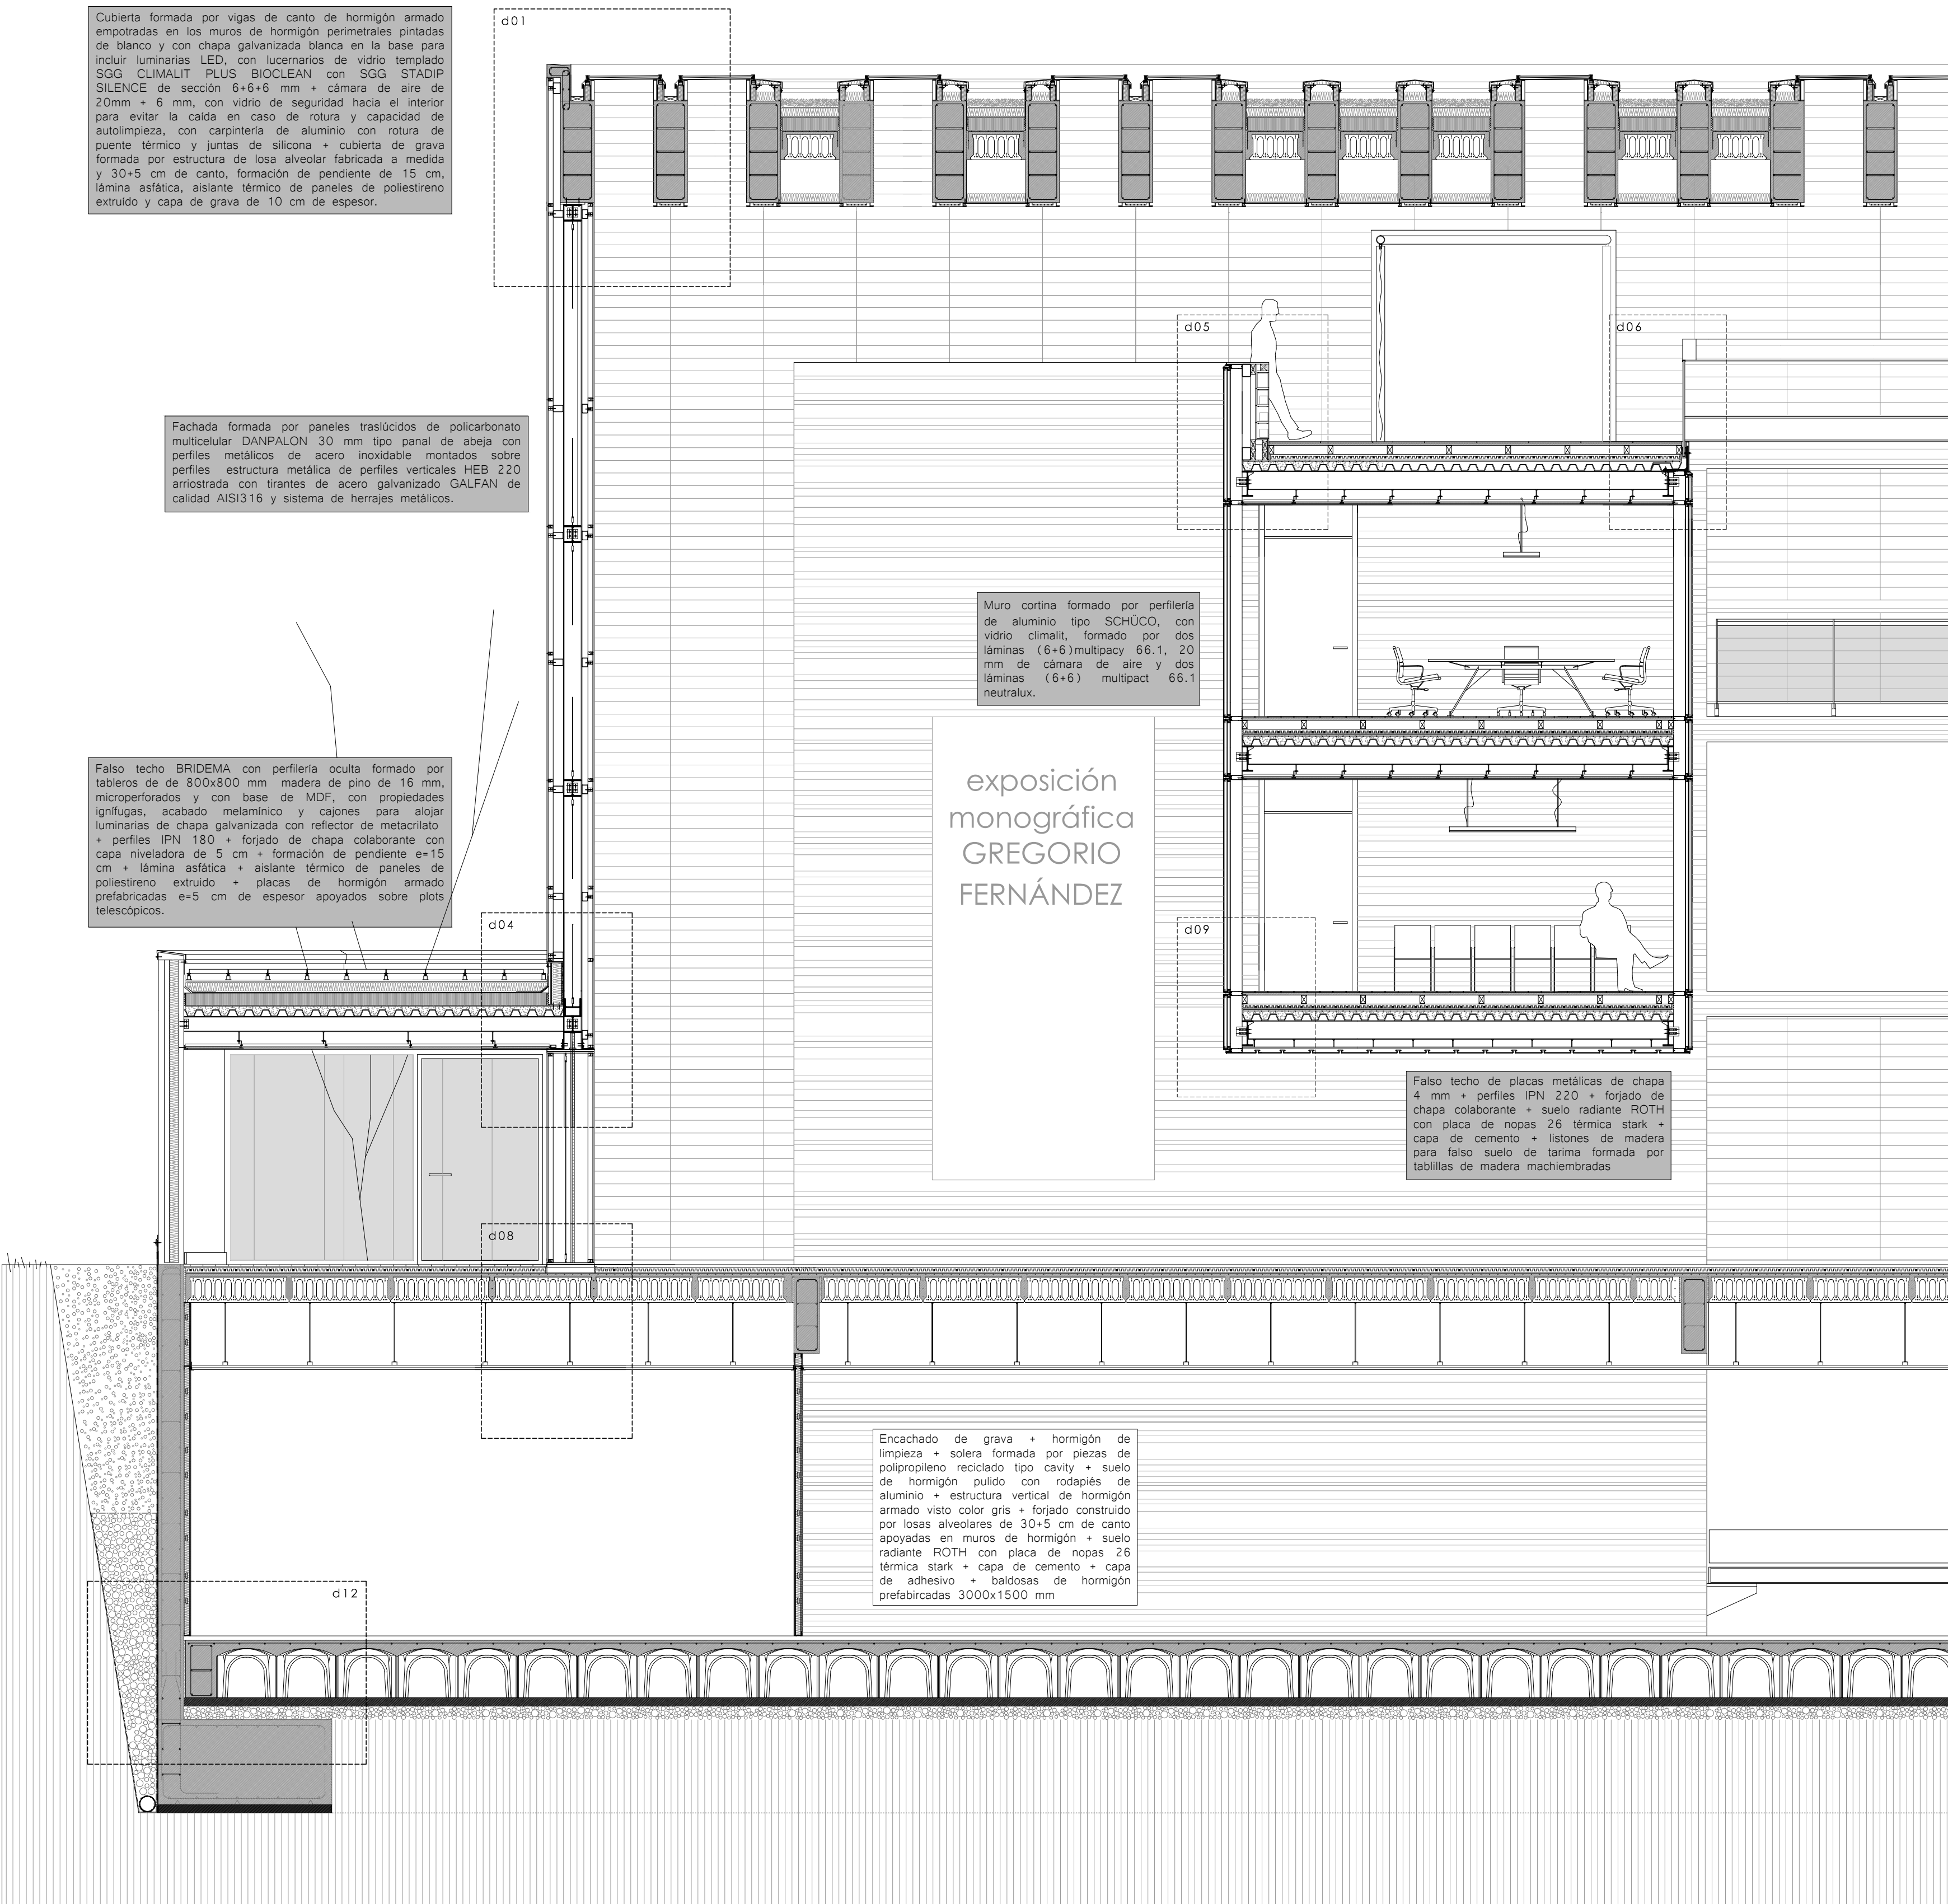 Cubierta formada por vigas de canto de hormigón armado
empotradas en los muros de hormigón perimetrales pintadas
de blanco y con chapa galvanizada blanca en la base para
incluir luminarias LED, con lucernarios de vidrio templado
SGG CLIMALIT PLUS BIOCLEAN con SGG STADIP
SILENCE de sección 6+6+6 mm + cámara de aire de
20mm + 6 mm, con vidrio de seguridad hacia el interior
para evitar la caída en caso de rotura y capacidad de
autolimpieza, con carpintería de aluminio con rotura de
puente térmico y juntas de silicona + cubierta de grava
formada por estructura de losa alveolar fabricada a medida
y 30+5 cm de canto, formación de pendiente de 15 cm,
lámina asfática, aislante térmico de paneles de poliestireno
extruído y capa de grava de 10 cm de espesor.
d01
d05
d06
Fachada formada por paneles traslúcidos de policarbonato
multicelular DANPALON 30 mm tipo panal de abeja con
perfiles metálicos de acero inoxidable montados sobre
perfiles estructura metálica de perfiles verticales HEB 220
arriostrada con tirantes de acero galvanizado GALFAN de
calidad AISI316 y sistema de herrajes metálicos.
Muro cortina formado por perfilería
de aluminio tipo SCHÜCO, con
vidrio climalit, formado por dos
láminas (6+6)multipacy 66.1, 20
mm de cámara de aire y dos
láminas (6+6) multipact 66.1
neutralux.
Falso techo BRIDEMA con perfilería oculta formado por
tableros de de 800x800 mm madera de pino de 16 mm,
microperforados y con base de MDF, con propiedades
ignífugas, acabado melamínico y cajones para alojar
luminarias de chapa galvanizada con reflector de metacrilato
+ perfiles IPN 180 + forjado de chapa colaborante con
capa niveladora de 5 cm + formación de pendiente e=15
cm + lámina asfática + aislante térmico de paneles de
poliestireno extruido + placas de hormigón armado
prefabricadas e=5 cm de espesor apoyados sobre plots
telescópicos.
exposición
monográfica
GREGORIO
FERNÁNDEZ
d04
d09
Falso techo de placas metálicas de chapa
4 mm + perfiles IPN 220 + forjado de
chapa colaborante + suelo radiante ROTH
con placa de nopas 26 térmica stark +
capa de cemento + listones de madera
para falso suelo de tarima formada por
tablillas de madera machiembradas
d08
Encachado de grava + hormigón de
limpieza + solera formada por piezas de
polipropileno reciclado tipo cavity + suelo
de hormigón pulido con rodapiés de
aluminio + estructura vertical de hormigón
armado visto color gris + forjado construido
por losas alveolares de 30+5 cm de canto
apoyadas en muros de hormigón + suelo
radiante ROTH con placa de nopas 26
térmica stark + capa de cemento + capa
de adhesivo + baldosas de hormigón
prefabircadas 3000x1500 mm
d12